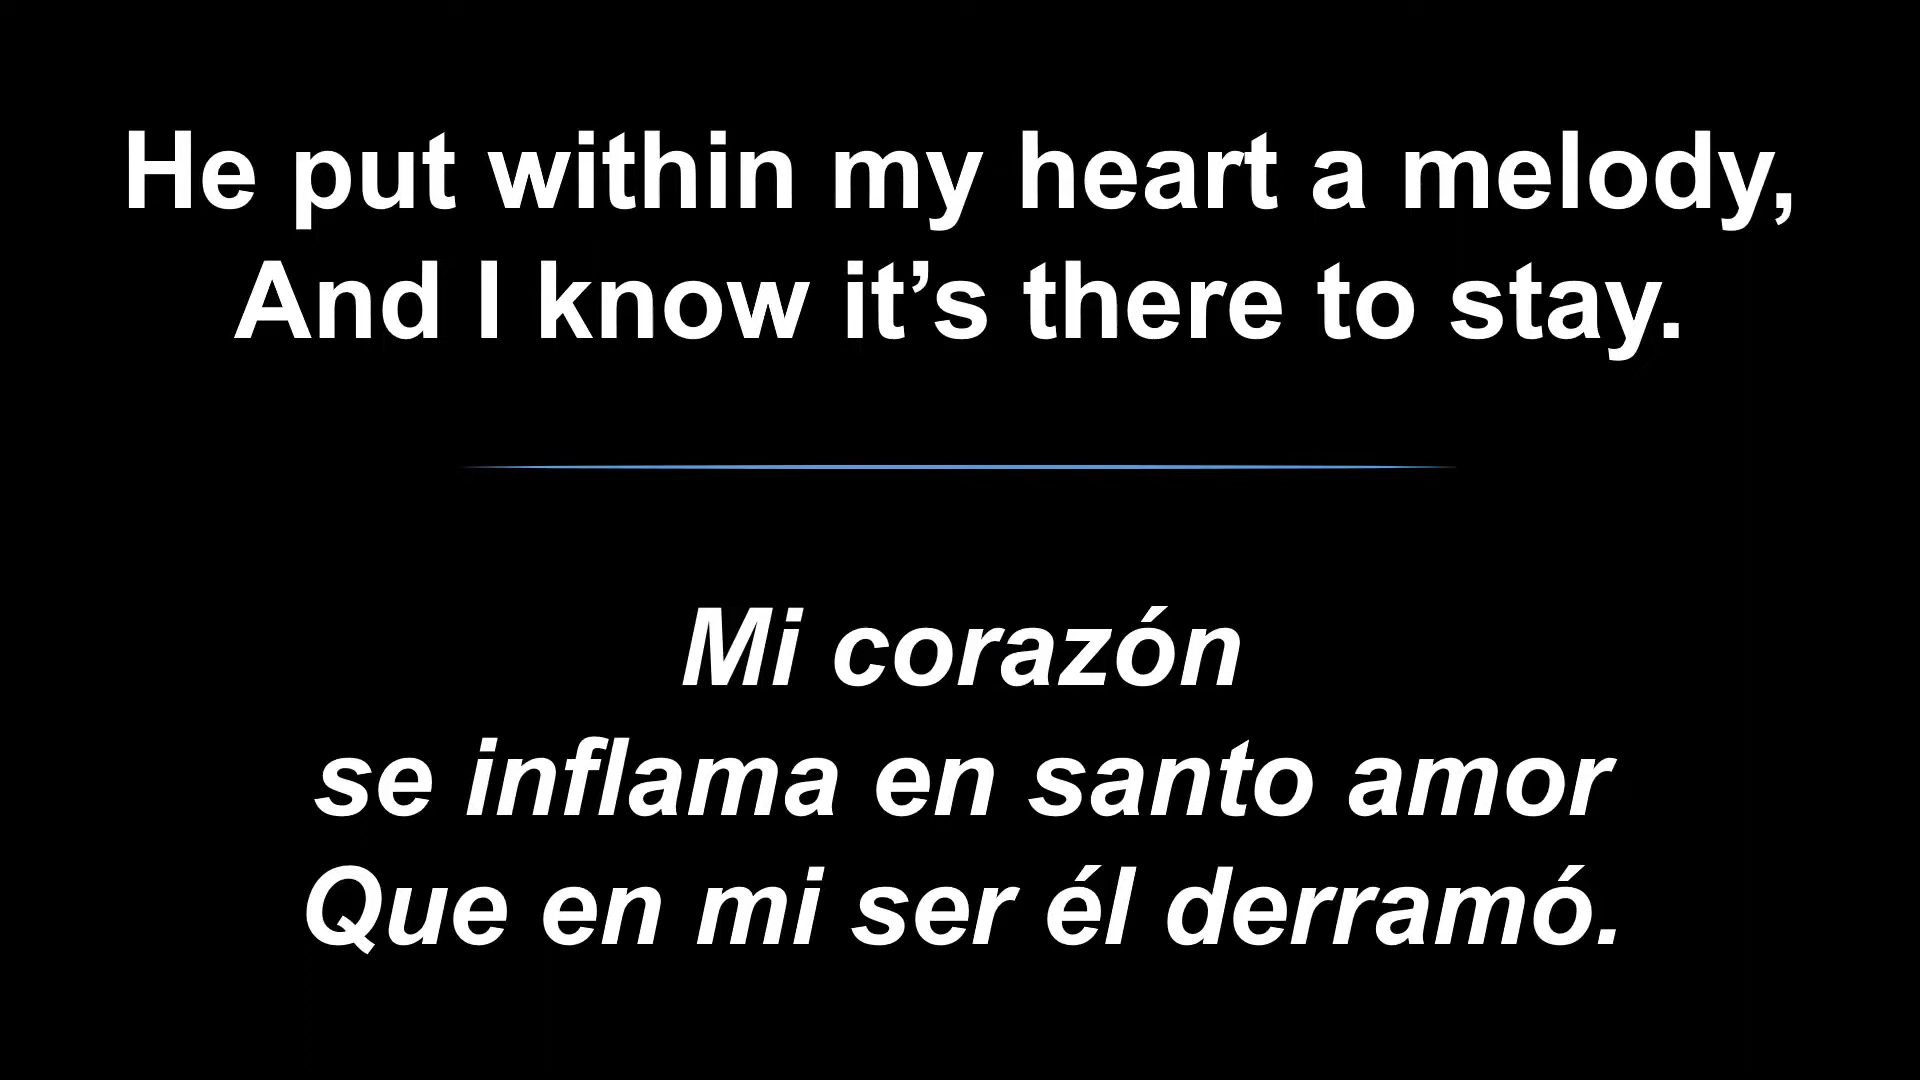 He put within my heart a melody,
And I know it’s there to stay.
Mi corazón
se inflama en santo amor
Que en mi ser él derramó.